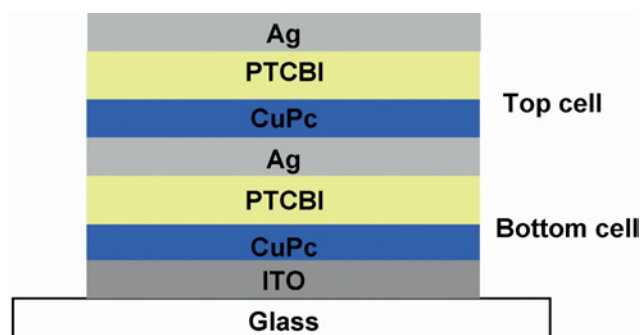 Ag
PTCBI
CuPc
Top cell
Ag
PTCBI
CuPc
Bottom cell
ITO
Glass